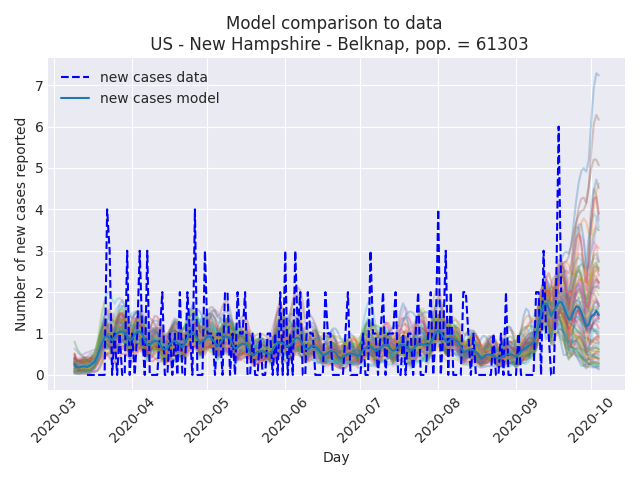 Model comparison to data
US - New Hampshire - Belknap, pop. = 61303
new cases data
new cases model
Number of new cases reported
7
6
5
4
3
2
1
0
2020-03
2020-04
2020-05
2020-06
2020-07
2020-08
2020-09
2020-10
Day